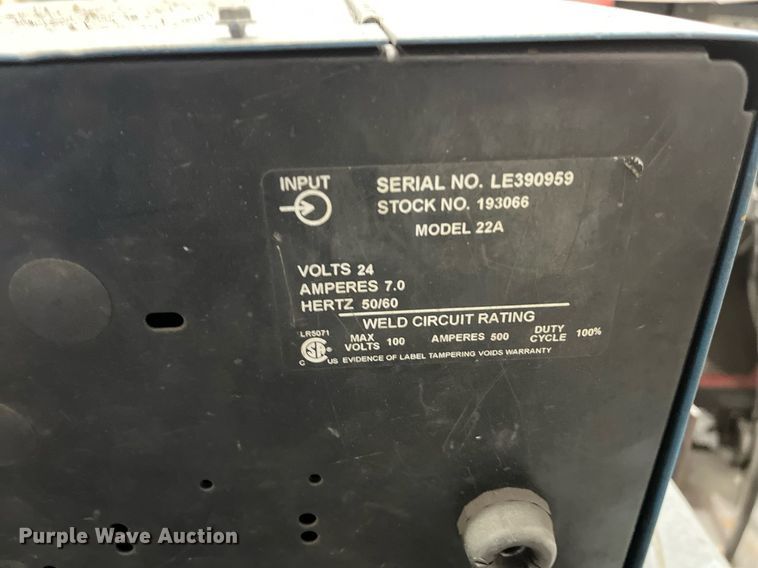 INPUT
SERIAL NO. LE390959
STOCK NO. 193066
MODEL 22A
VOLTS 24
AMPERES 7.0
HERTZ 50/60
WELD CIRCUIT RATING
LR5071
MAX VOLTS 100 AMPERES 500 DUTY CYCLE 100%
C US EVIDENCE OF LABEL TAMPERING VOIDS WARRANTY
Purple Wave Auction